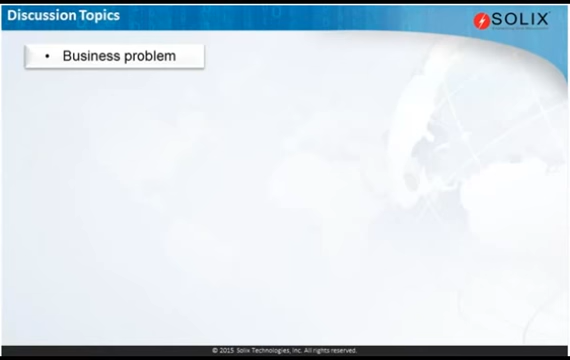 Discussion Topics
SOLIX
• Business problem
© 2015 Solix Technologies, Inc. All rights reserved.